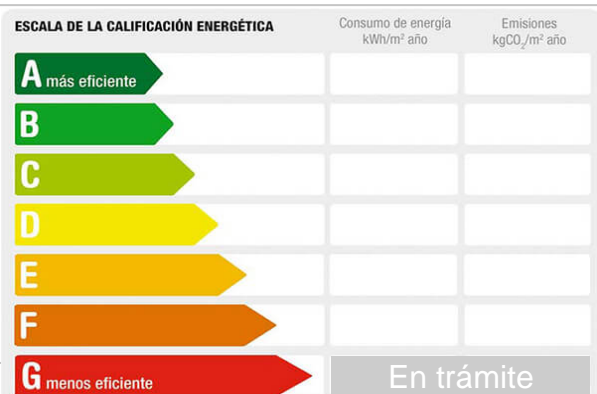 ESCALA DE LA CALIFICACIÓN ENERGÉTICA
Consumo de energía
kWh/m² año
Emisiones
kgCO₂/m² año
A más eficiente
B
C
D
E
F
G menos eficiente
En trámite